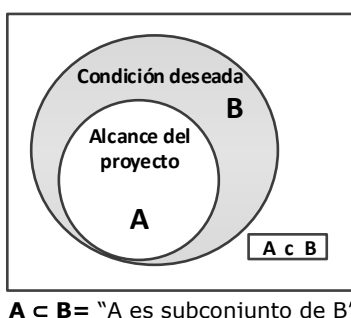 Condición deseada
B
Alcance del
proyecto
A
A c B
A ⊂ B= “A es subconjunto de B”